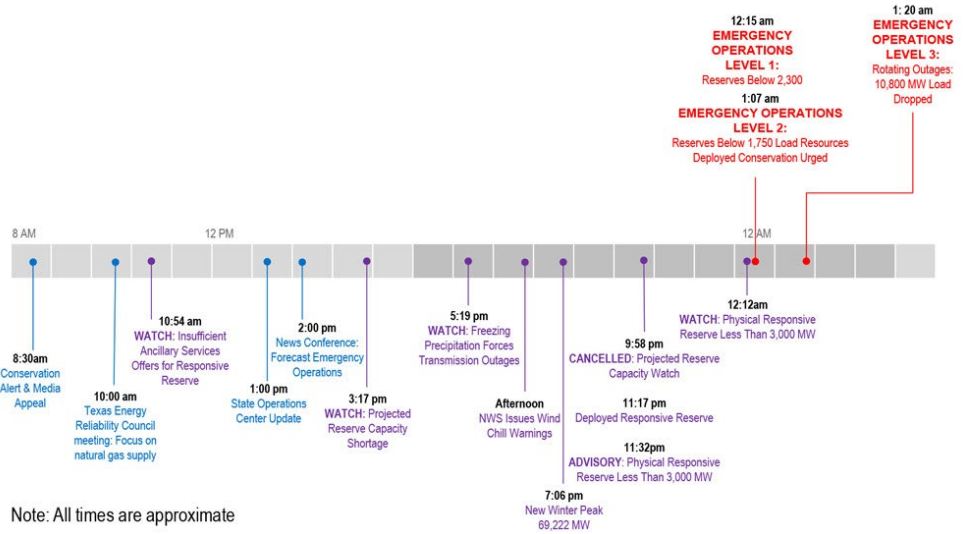 12:15 am
EMERGENCY
OPERATIONS
LEVEL 1:
Reserves Below 2,300
1:07 am
EMERGENCY OPERATIONS
LEVEL 2:
Reserves Below 1,750 Load Resources
Deployed Conservation Urged
1: 20 am
EMERGENCY
OPERATIONS
LEVEL 3:
Rotating Outages:
10,800 MW Load
Dropped
8 AM
12 PM
12 AM
8:30am
Conservation
Alert & Media
Appeal
10:00 am
Texas Energy
Reliability Council
meeting: Focus on
natural gas supply
10:54 am
WATCH: Insufficient
Ancillary Services
Offers for Responsive
Reserve
1:00 pm
State Operations
Center Update
2:00 pm
News Conference:
Forecast Emergency
Operations
3:17 pm
WATCH: Projected
Reserve Capacity
Shortage
5:19 pm
WATCH: Freezing
Precipitation Forces
Transmission Outages
Afternoon
NWS Issues Wind
Chill Warnings
7:06 pm
New Winter Peak
69,222 MW
9:58 pm
CANCELLED: Projected Reserve
Capacity Watch
11:17 pm
Deployed Responsive Reserve
11:32pm
ADVISORY: Physical Responsive
Reserve Less Than 3,000 MW
12:12am
WATCH: Physical Responsive
Reserve Less Than 3,000 MW
Note: All times are approximate